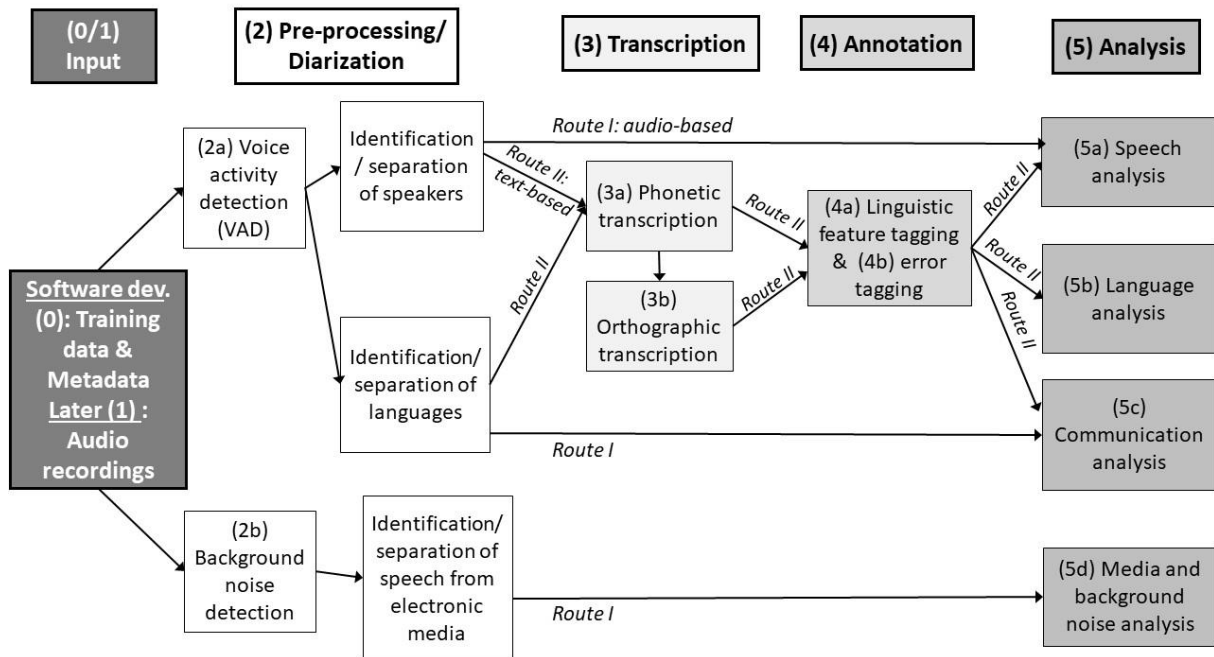 (0/1)
Input
(2) Pre-processing/
Diarization
(3) Transcription
(4) Annotation
(5) Analysis
Software dev.
(0): Training
data &
Metadata
Later (1) :
Audio
recordings
(2a) Voice
activity
detection
(VAD)
Identification
/ separation
of speakers
Identification/
separation of
languages
(2b)
Background
noise
detection
Identification/
separation of
speech from
electronic
media
Route I: audio-based
Route II:
text-based
Route II
(3a) Phonetic
transcription
(3b)
Orthographic
transcription
Route II
Route II
(4a) Linguistic
feature tagging
& (4b) error
tagging
Route II
Route II
Route II
Route I
Route I
(5a) Speech
analysis
(5b) Language
analysis
(5c)
Communication
analysis
(5d) Media and
background
noise analysis